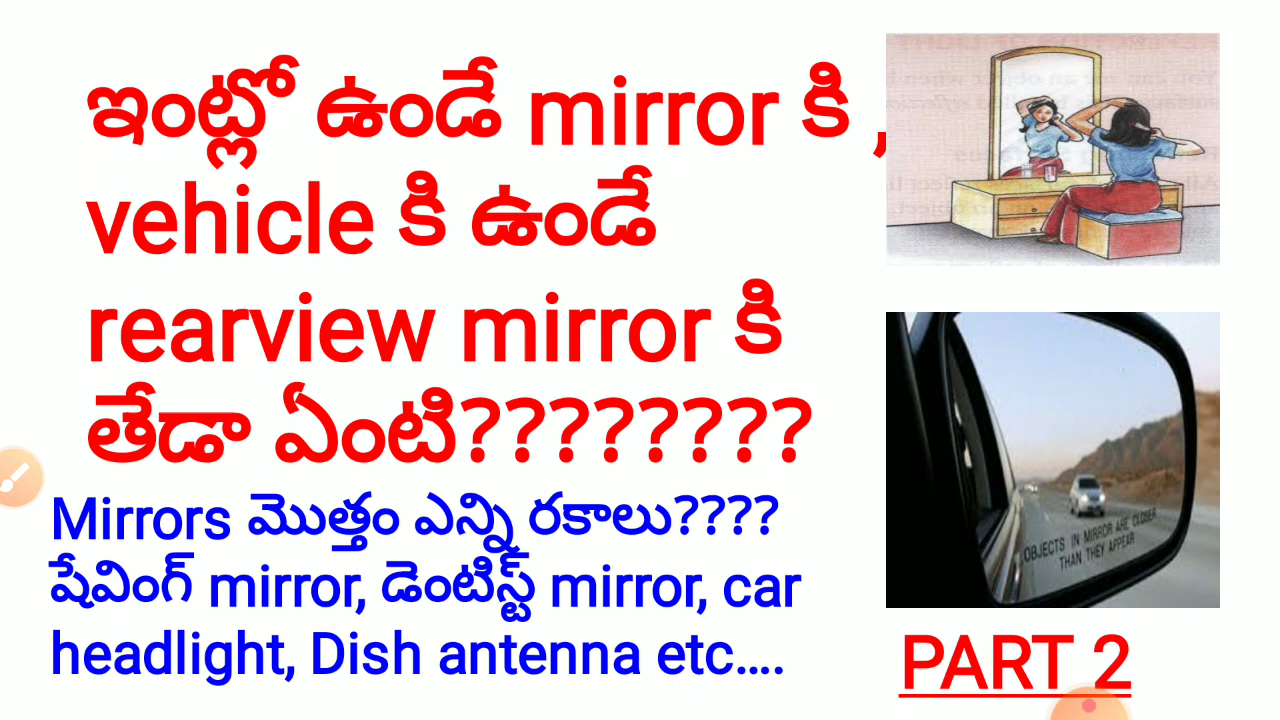 ఇంట్లో ఉండే mirror కి ,
vehicle కి ఉండే
rearview mirror కి
తేడా ఏంటి????????
Mirrors మొత్తం ఎన్ని రకాలు????
షేవింగ్ mirror, డెంటిస్ట్ mirror, car
headlight, Dish antenna etc....
OBJECTS IN MIRROR ARE CLOSER
THAN THEY APPEAR
PART 2